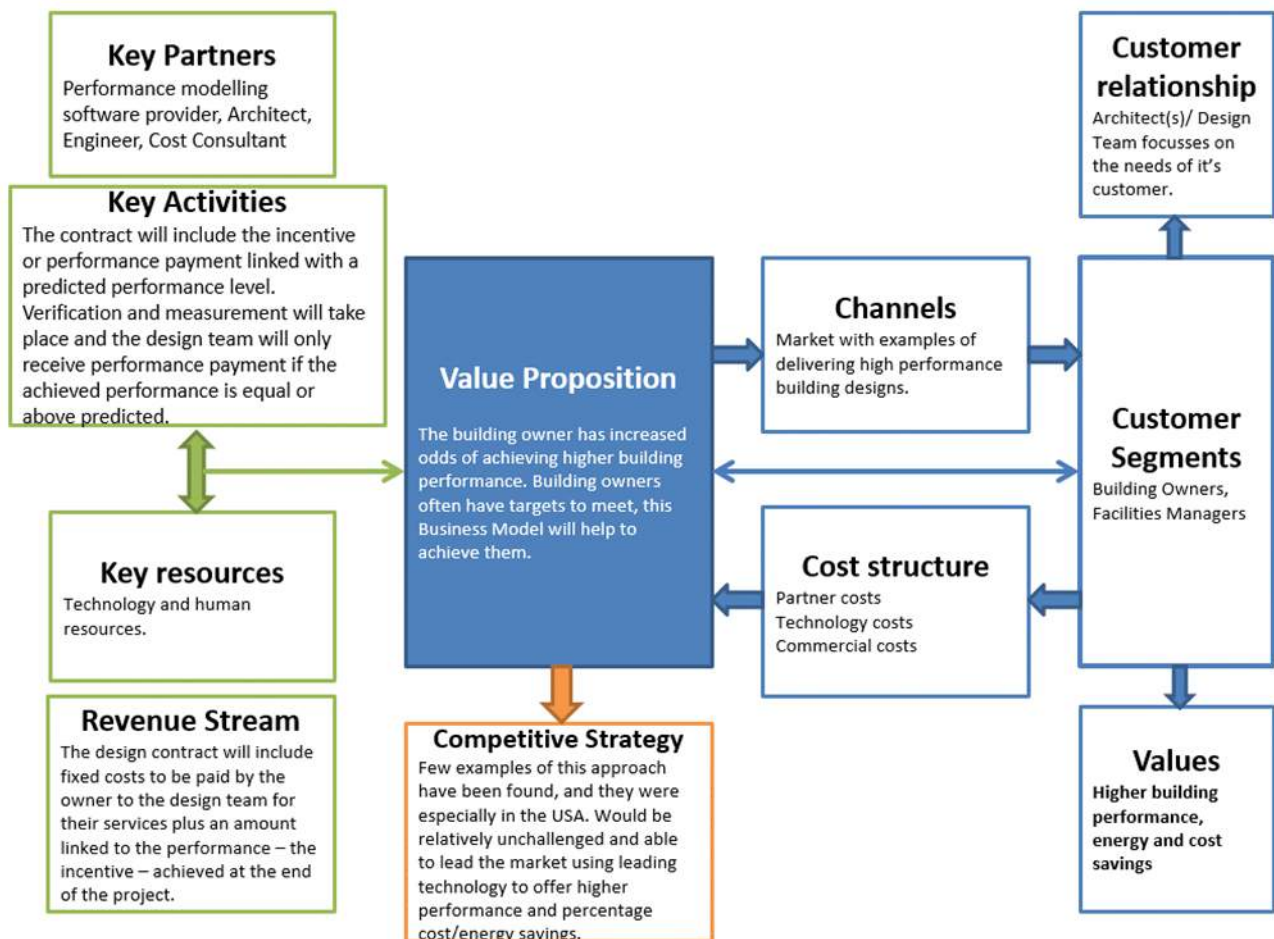 Key Partners
Performance modelling
software provider, Architect,
Engineer, Cost Consultant
Key Activities
The contract will include the incentive
or performance payment linked with a
predicted performance level.
Verification and measurement will take
place and the design team will only
receive performance payment if the
achieved performance is equal or
above predicted.
Key resources
Technology and human
resources.
Revenue Stream
The design contract will include
fixed costs to be paid by the
owner to the design team for
their services plus an amount
linked to the performance – the
incentive – achieved at the end
of the project.
Value Proposition
The building owner has increased
odds of achieving higher building
performance. Building owners
often have targets to meet, this
Business Model will help to
achieve them.
Competitive Strategy
Few examples of this approach
have been found, and they were
especially in the USA. Would be
relatively unchallenged and able
to lead the market using leading
technology to offer higher
performance and percentage
cost/energy savings.
Channels
Market with examples of
delivering high performance
building designs.
Cost structure
Partner costs
Technology costs
Commercial costs
Customer
relationship
Architect(s)/ Design
Team focusses on
the needs of it's
customer.
Customer
Segments
Building Owners,
Facilities Managers
Values
Higher building
performance,
energy and cost
savings